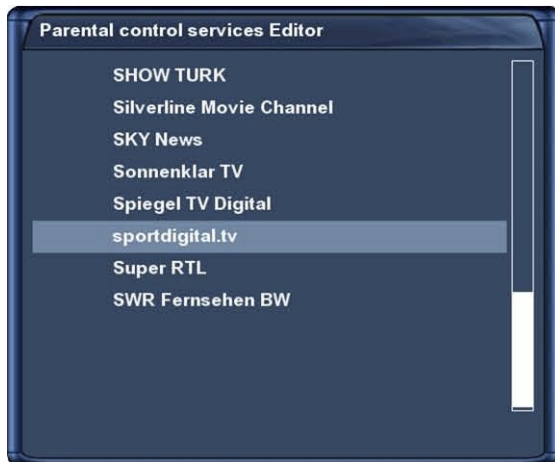 Parental control services Editor
SHOW TURK
Silverline Movie Channel
SKY News
Sonnenklar TV
Spiegel TV Digital
sportdigital.tv
Super RTL
SWR Fernsehen BW